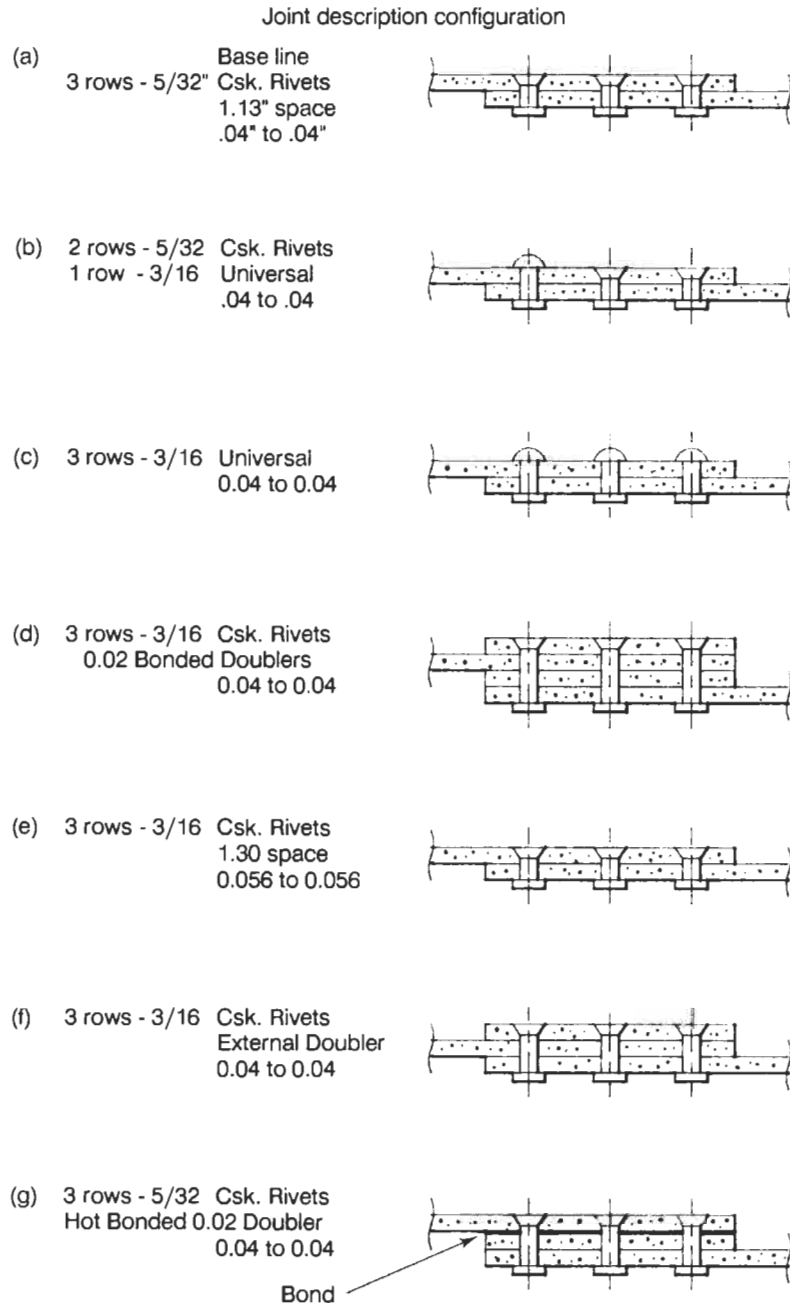 Joint description configuration
(a) Base line
3 rows - 5/32" Csk. Rivets
1.13" space
.04" to .04"
(b) 2 rows - 5/32 Csk. Rivets
1 row - 3/16 Universal
.04 to .04
(c) 3 rows - 3/16 Universal
0.04 to 0.04
(d) 3 rows - 3/16 Csk. Rivets
0.02 Bonded Doublers
0.04 to 0.04
(e) 3 rows - 3/16 Csk. Rivets
1.30 space
0.056 to 0.056
(f) 3 rows - 3/16 Csk. Rivets
External Doubler
0.04 to 0.04
(g) 3 rows - 5/32 Csk. Rivets
Hot Bonded 0.02 Doubler
0.04 to 0.04
Bond